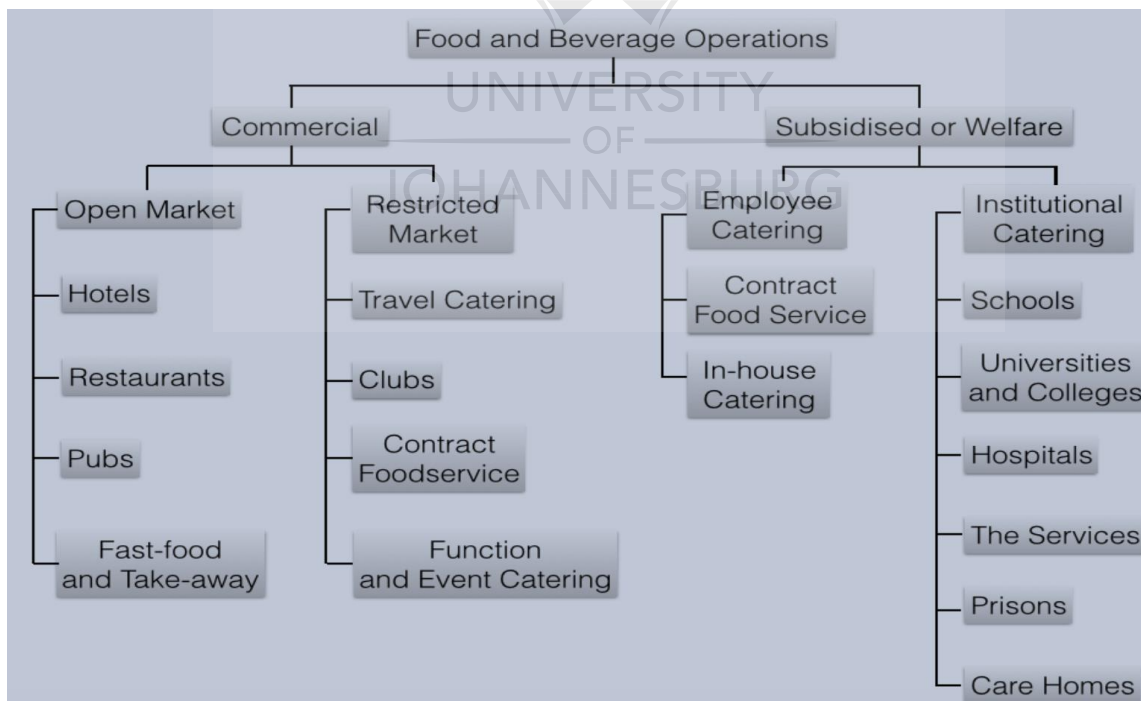 Food and Beverage Operations
UNIVERSITY
OF
JOHANNESBURG
Commercial
Subsidised or Welfare
Open Market
Hotels
Restaurants
Pubs
Fast-food
and Take-away
Restricted
Market
Travel Catering
Clubs
Contract
Foodservice
Function
and Event Catering
Employee
Catering
Contract
Food Service
In-house
Catering
Institutional
Catering
Schools
Universities
and Colleges
Hospitals
The Services
Prisons
Care Homes